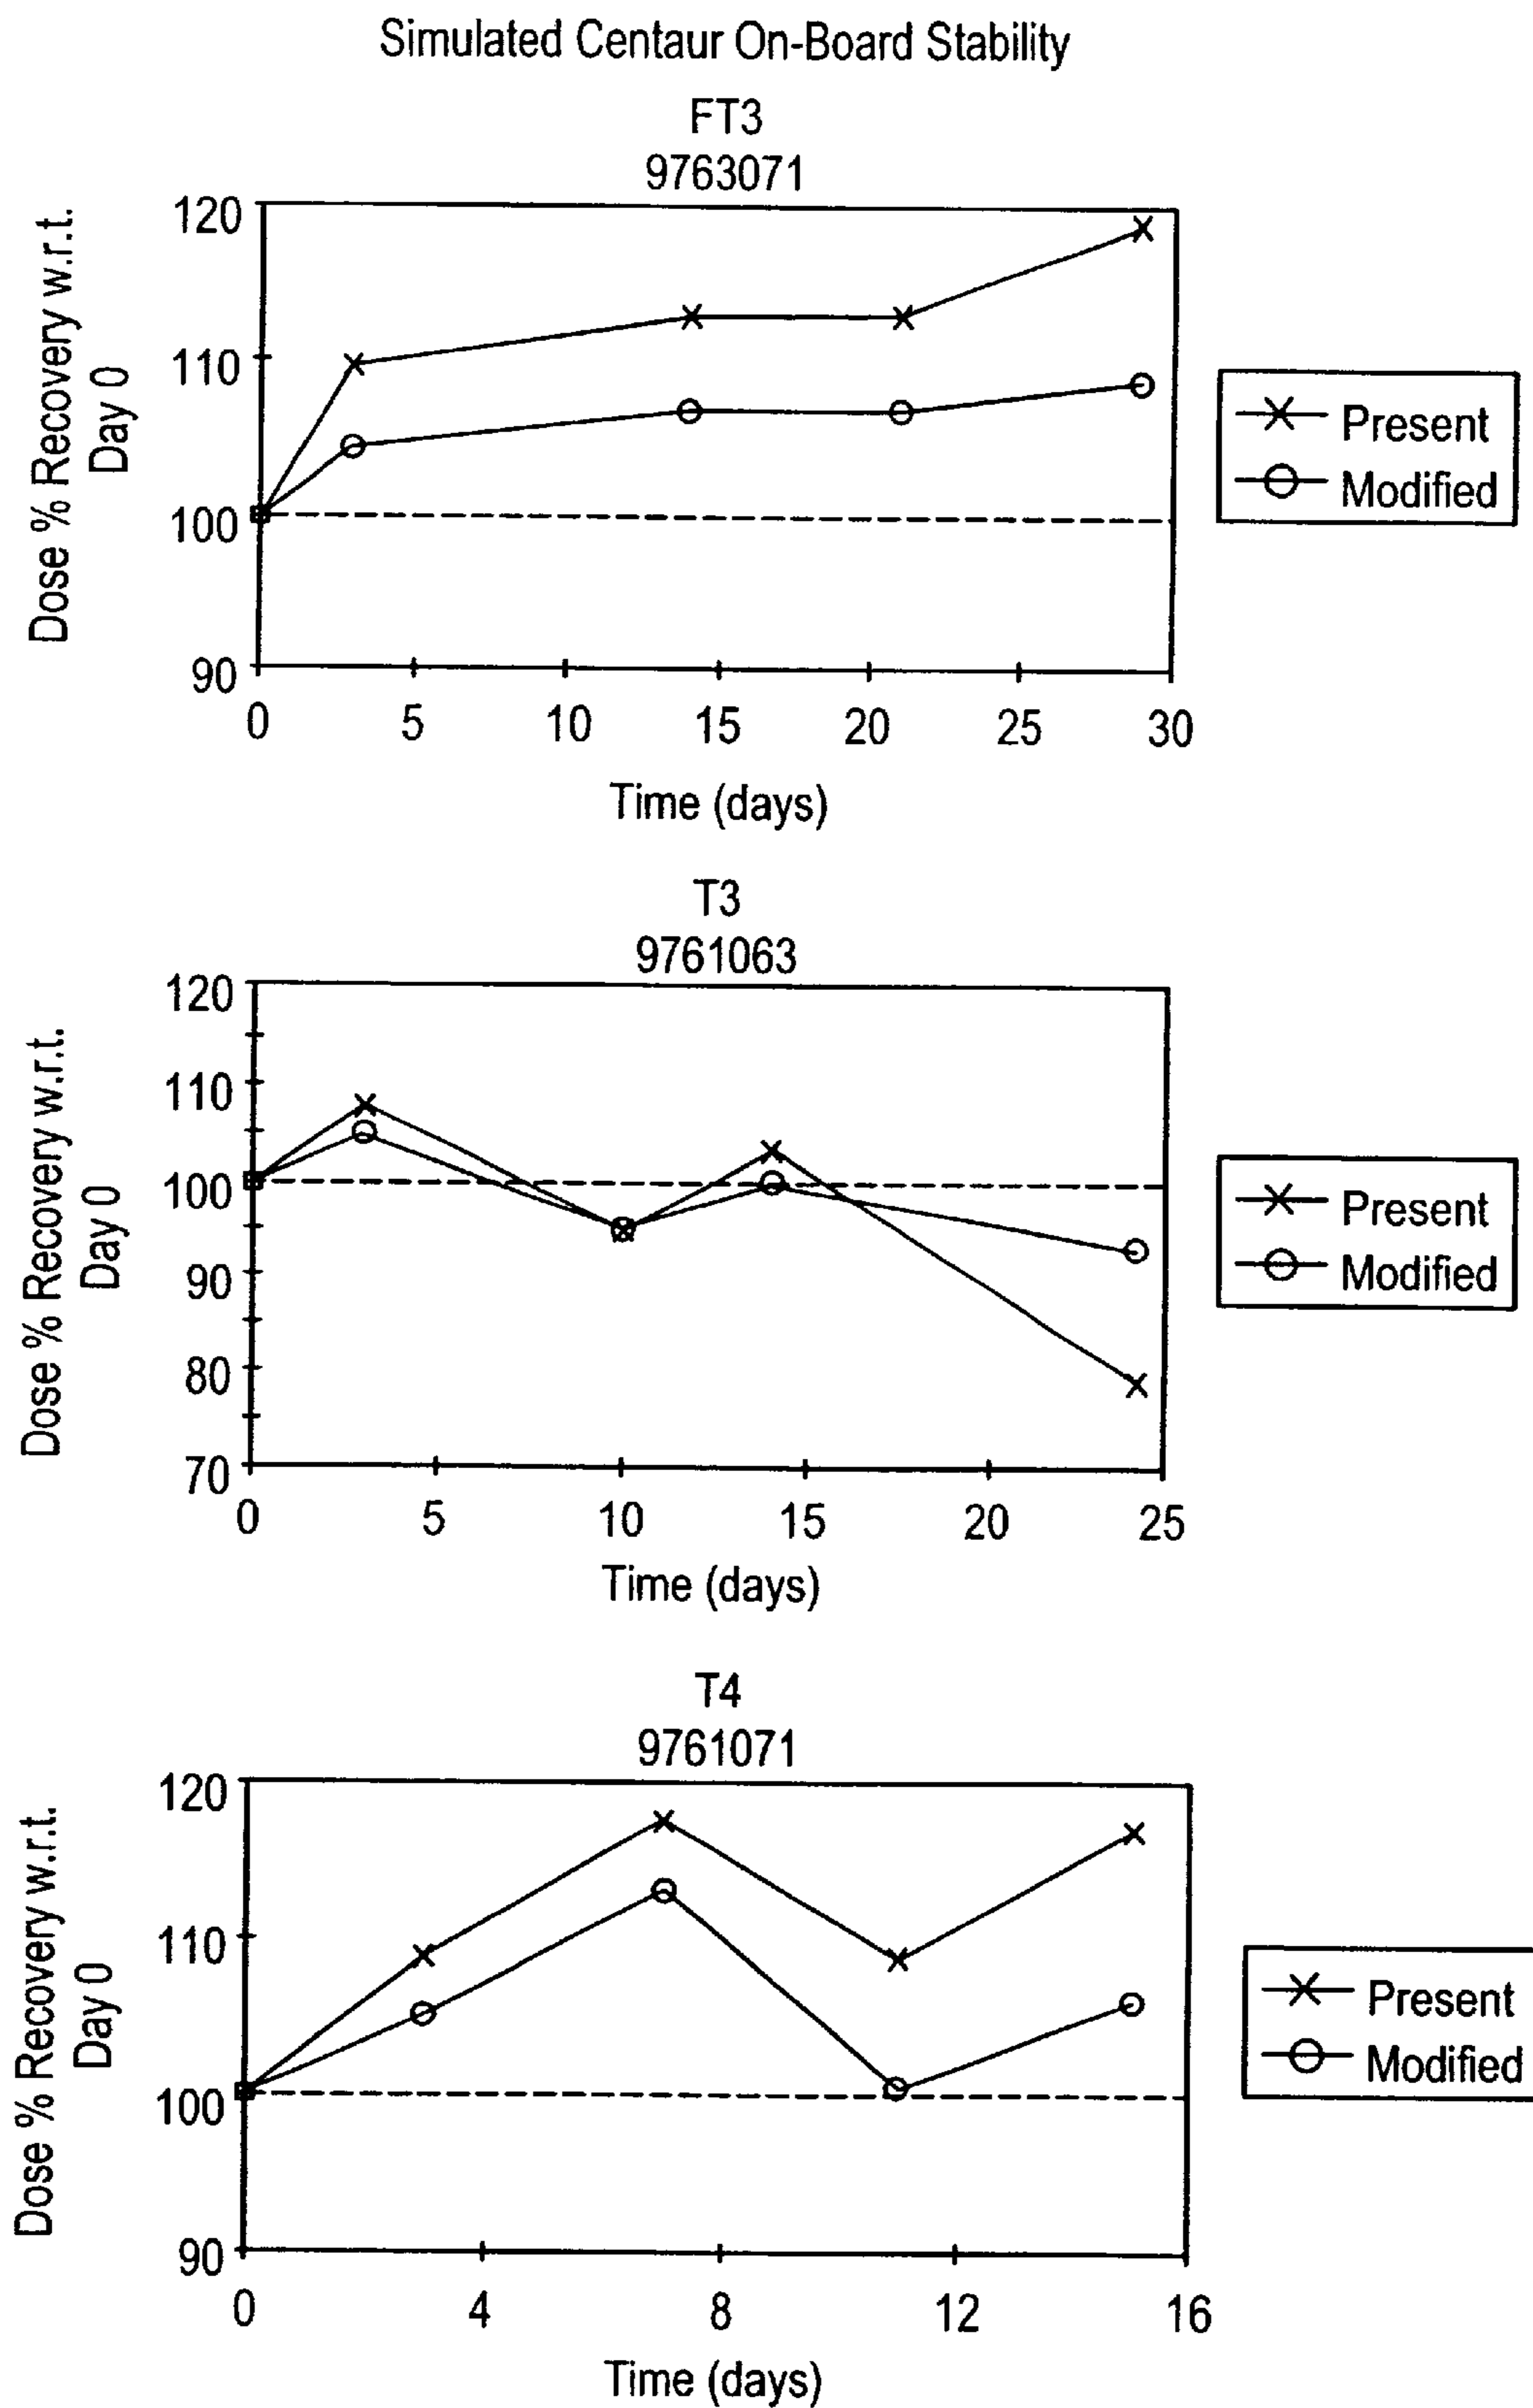 Simulated Centaur On-Board Stability
FT3
9763071
Dose % Recovery w.r.t.
Day 0
120
110
100
90
0 5 10 15 20 25 30
Time (days)
Present
Modified
T3
9761063
Dose % Recovery w.r.t.
Day 0
120
110
100
90
80
70
0 5 10 15 20 25
Time (days)
Present
Modified
T4
9761071
Dose % Recovery w.r.t.
Day 0
120
110
100
90
0 4 8 12 16
Time (days)
Present
Modified